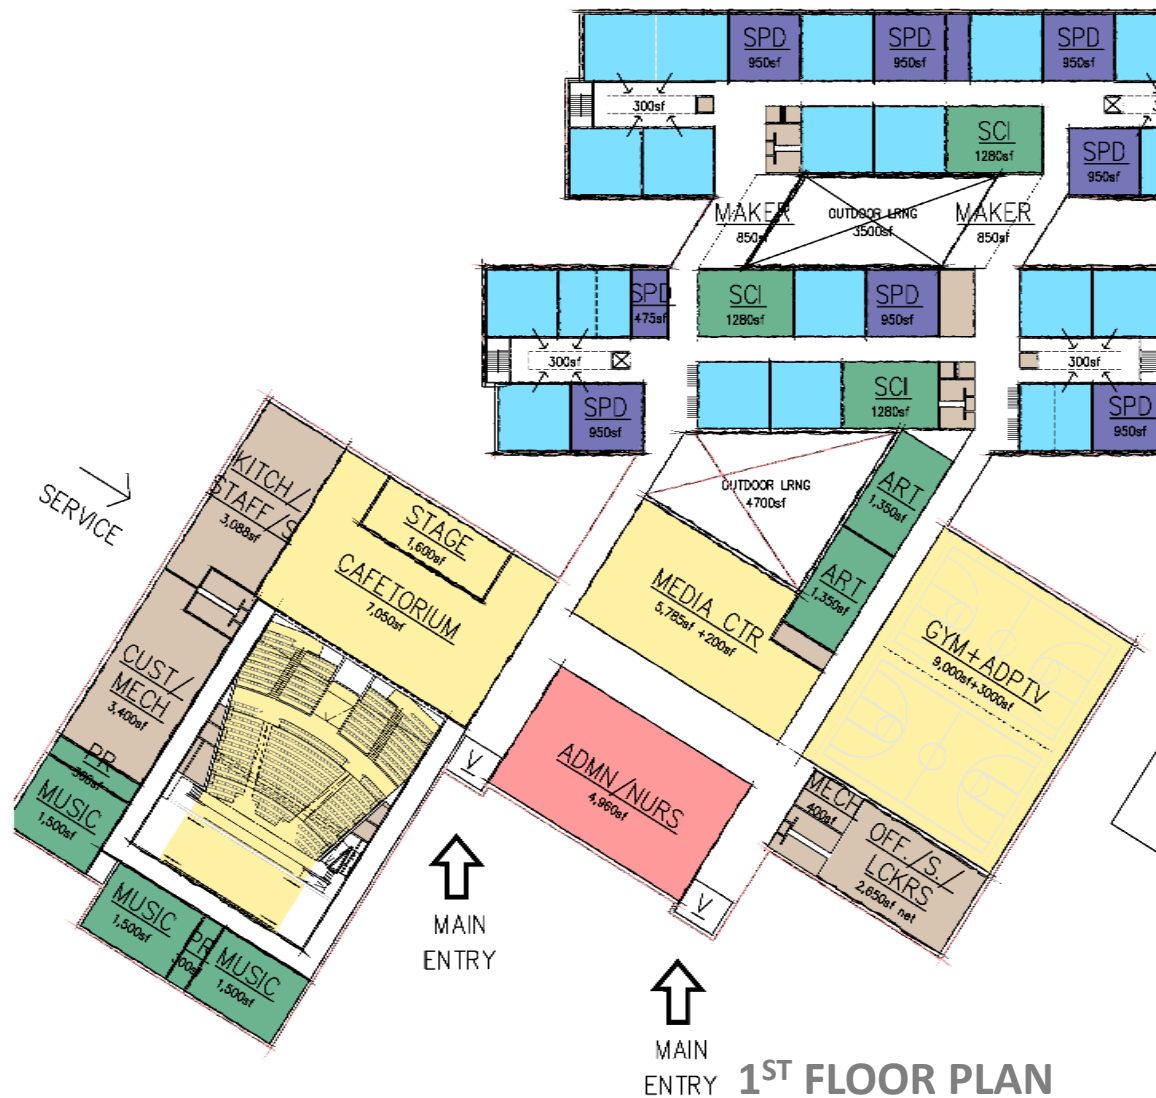 SPD
950sf
SPD
950sf
SPD
950sf
300sf
SCI
1280sf
SPD
950sf
MAKER
850sf
OUTDOOR LRNG
3500sf
MAKER
850sf
SPD
475sf
SCI
1280sf
SPD
950sf
300sf
300sf
SPD
950sf
SCI
1280sf
SPD
950sf
KITCH/
STAFF/S
3,088sf
SERVICE
STAGE
1,600sf
CAFETORIUM
7,050sf
OUTDOOR LRNG
4700sf
ART
1,350sf
ART
1,350sf
MEDIA CTR
5,785sf +200sf
GYM+ADPTV
9,000sf+3000sf
CUST/
MECH
3,400sf
PR
300sf
MUSIC
1,500sf
V
ADMN/NURS
4,960sf
MECH
400sf
OFF./S./
LCKRS
2,650sf net
V
MUSIC
1,500sf
PR
300sf
MUSIC
1,500sf
MAIN
ENTRY
MAIN
ENTRY
1ST FLOOR PLAN